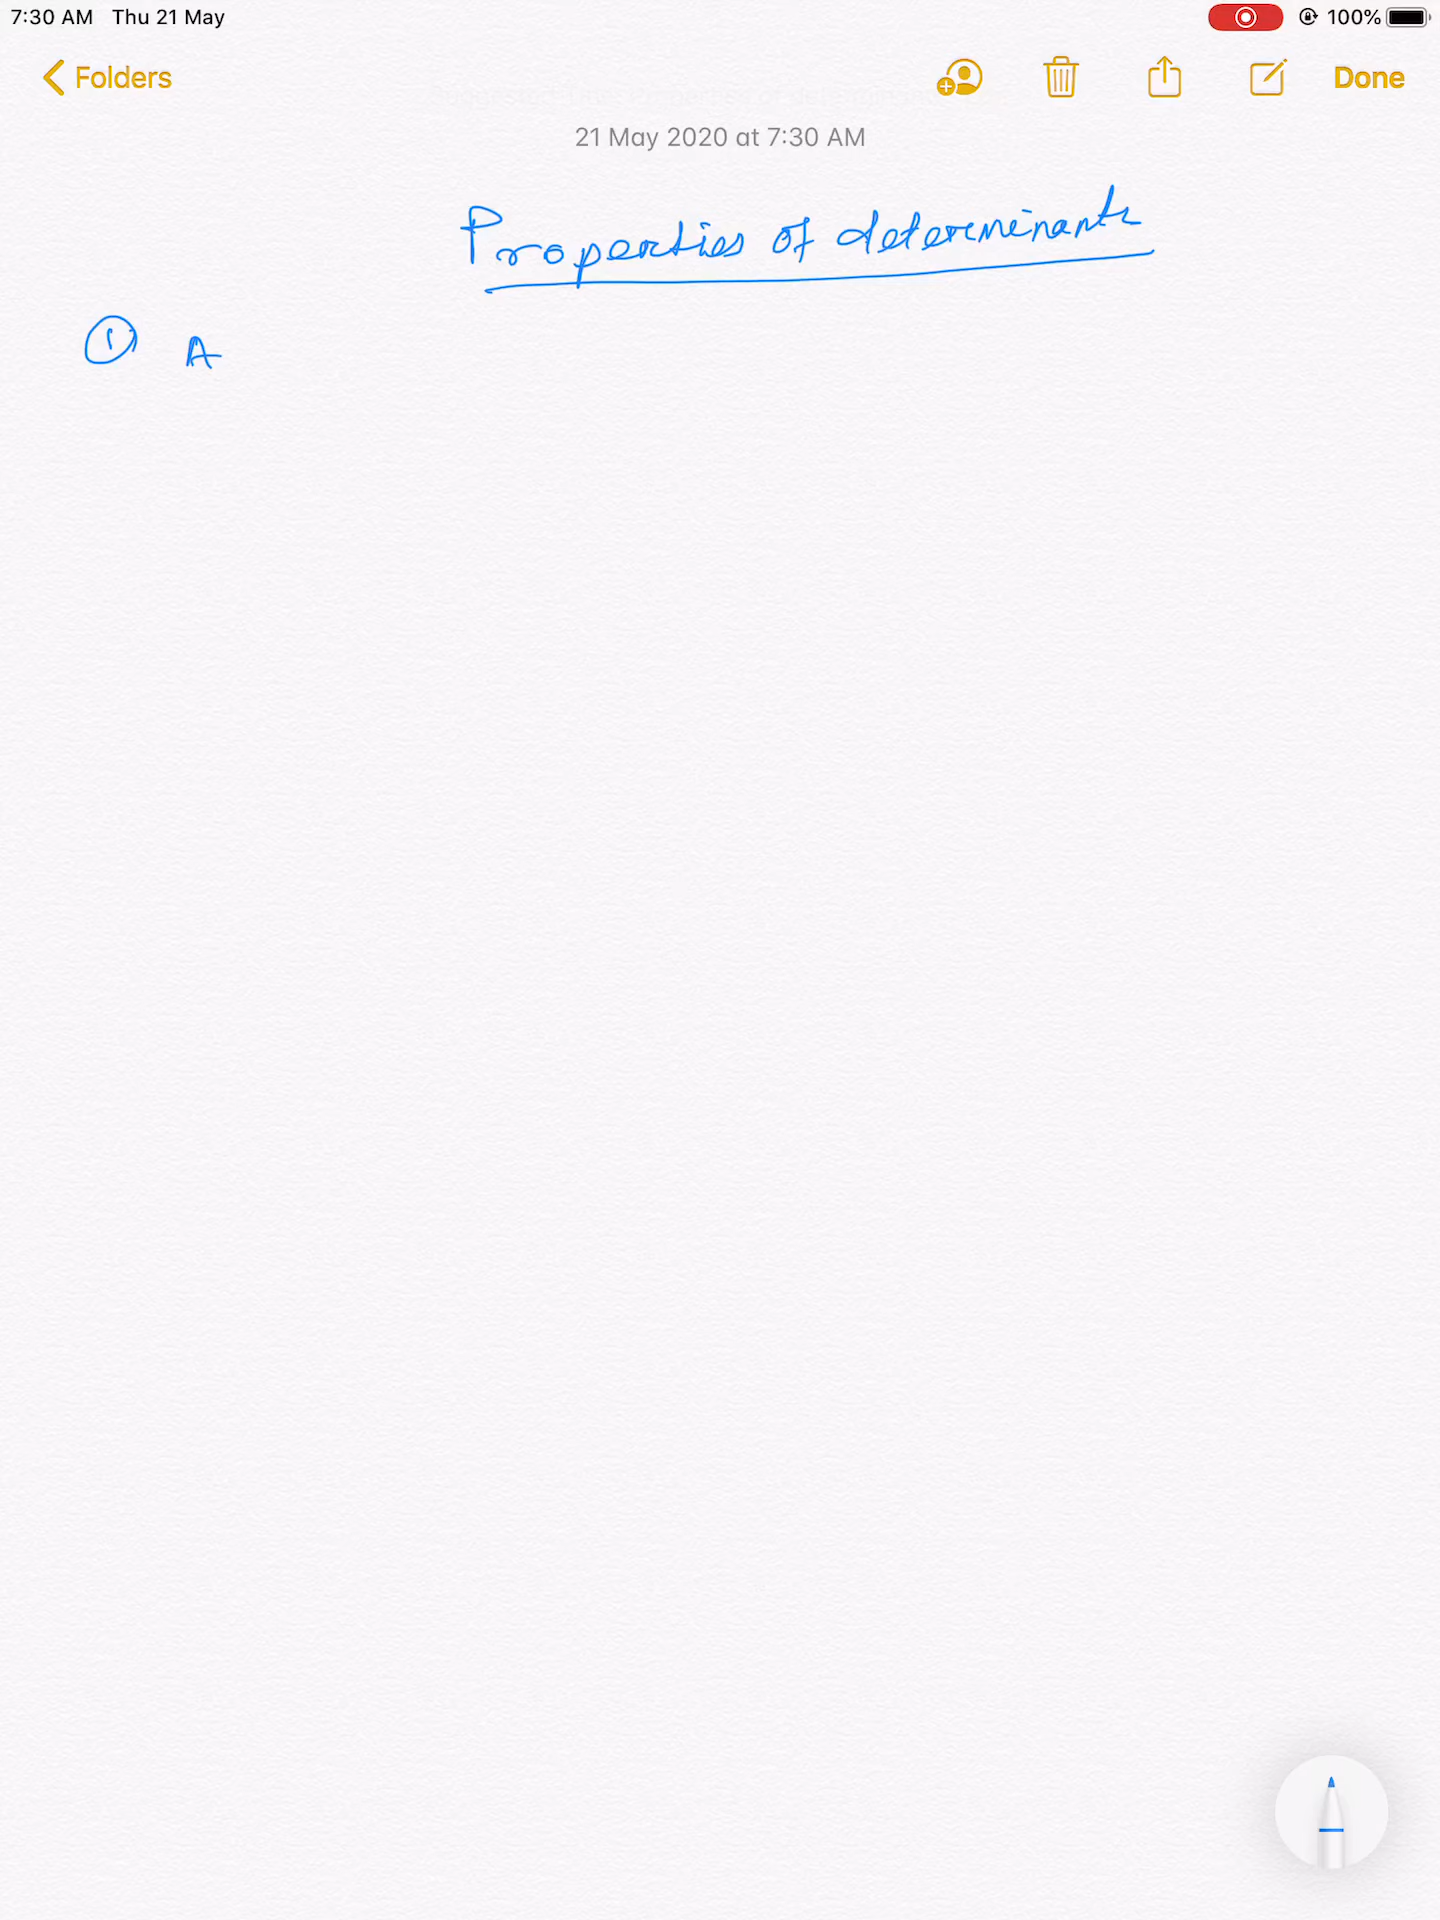 7:30 AM Thu 21 May 100%
Folders Done
21 May 2020 at 7:30 AM
Properties of determinants
① A